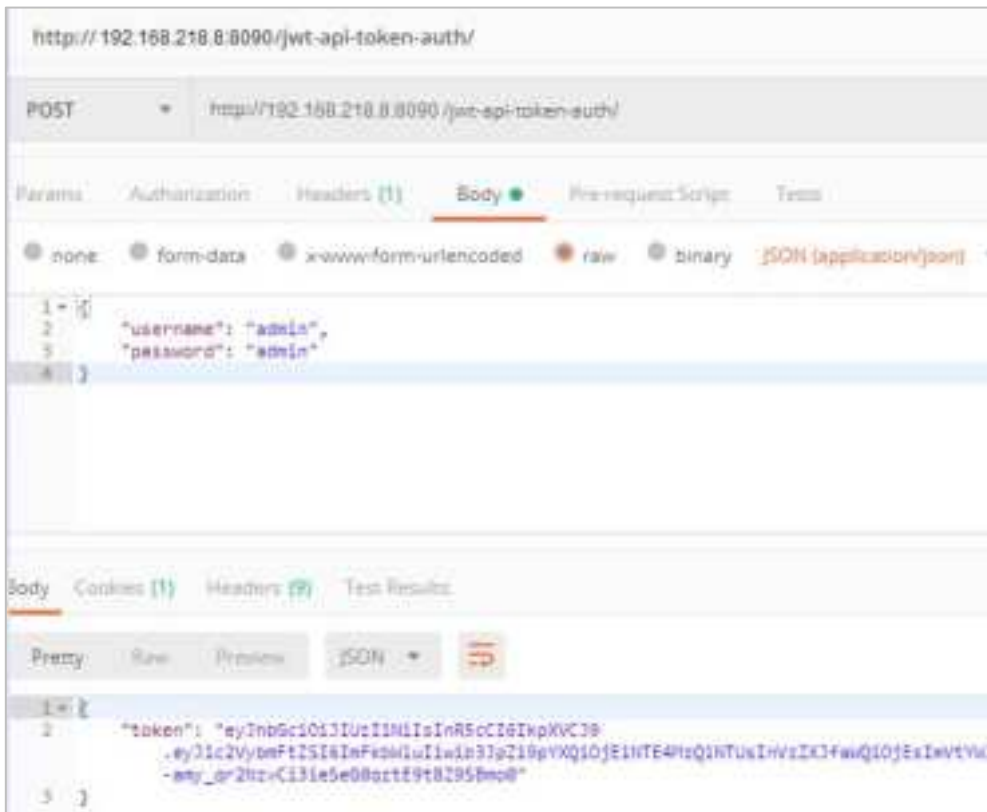 http://192.168.218.8:8090/jwt-api-token-auth/
POST http://192.168.218.8:8090/jwt-api-token-auth/
Params Authorization Headers (1) Body Pre-request Script Tests
none form-data x-www-form-urlencoded raw binary JSON (application/json)
1 {
2 "username": "admin",
3 "password": "admin"
4 }
Body Cookies (1) Headers (9) Test Results
Pretty Raw Preview JSON
1 {
2 "token":
3 }